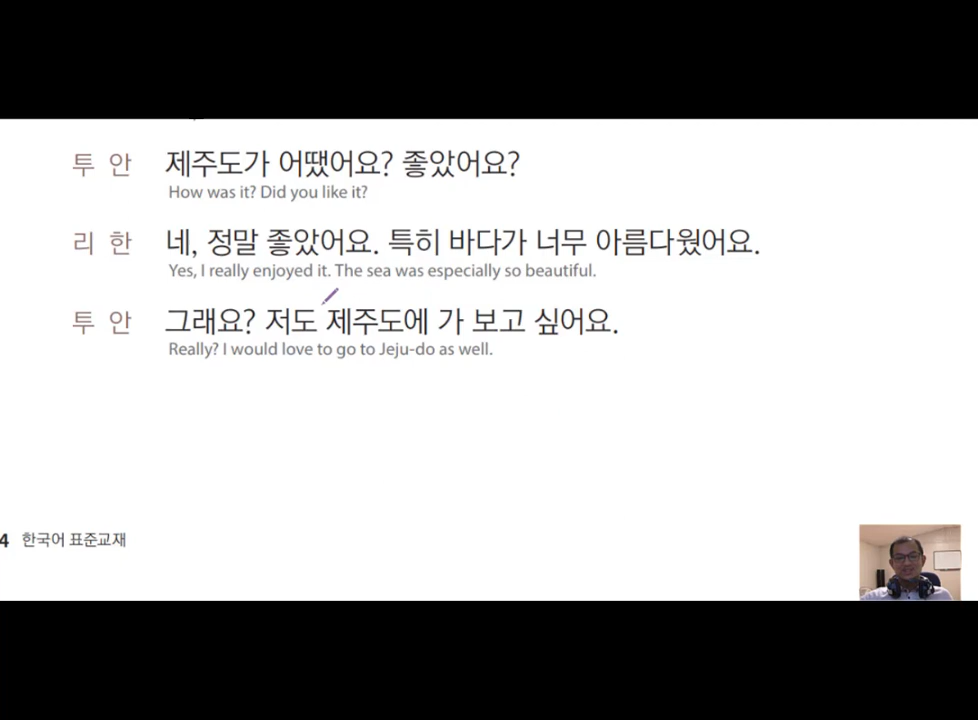 투 안 제주도가 어땠어요? 좋았어요?
How was it? Did you like it?
리 한 네, 정말 좋았어요. 특히 바다가 너무 아름다웠어요.
Yes, I really enjoyed it. The sea was especially so beautiful.
투 안 그래요? 저도 제주도에 가 보고 싶어요.
Really? I would love to go to Jeju-do as well.
4 한국어 표준교재